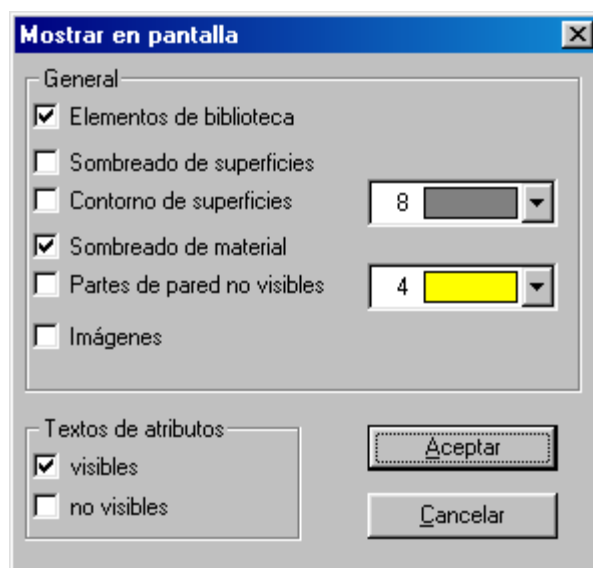 Mostrar en pantalla
General
Elementos de biblioteca
Sombreado de superficies
Contorno de superficies 8
Sombreado de material
Partes de pared no visibles 4
Imágenes
Textos de atributos
visibles
no visibles
Aceptar
Cancelar